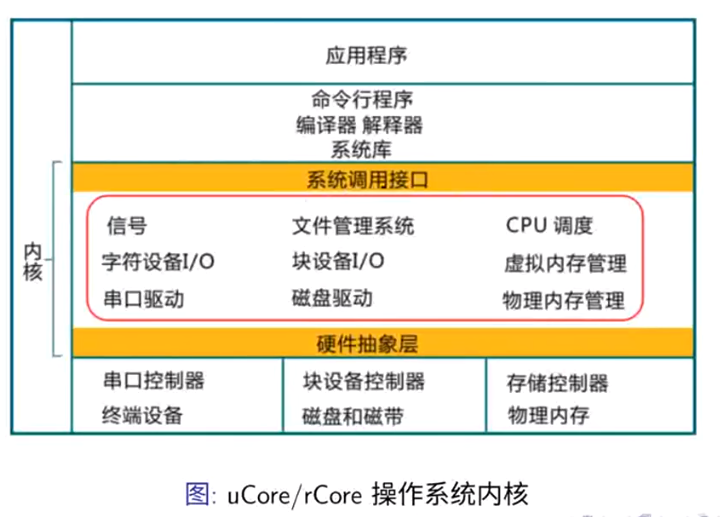 应用程序
命令行程序
编译器 解释器
系统库
系统调用接口
内核
信号 文件管理系统 CPU 调度
字符设备I/O 块设备I/O 虚拟内存管理
串口驱动 磁盘驱动 物理内存管理
硬件抽象层
串口控制器 块设备控制器 存储控制器
终端设备 磁盘和磁带 物理内存
图: uCore/rCore 操作系统内核